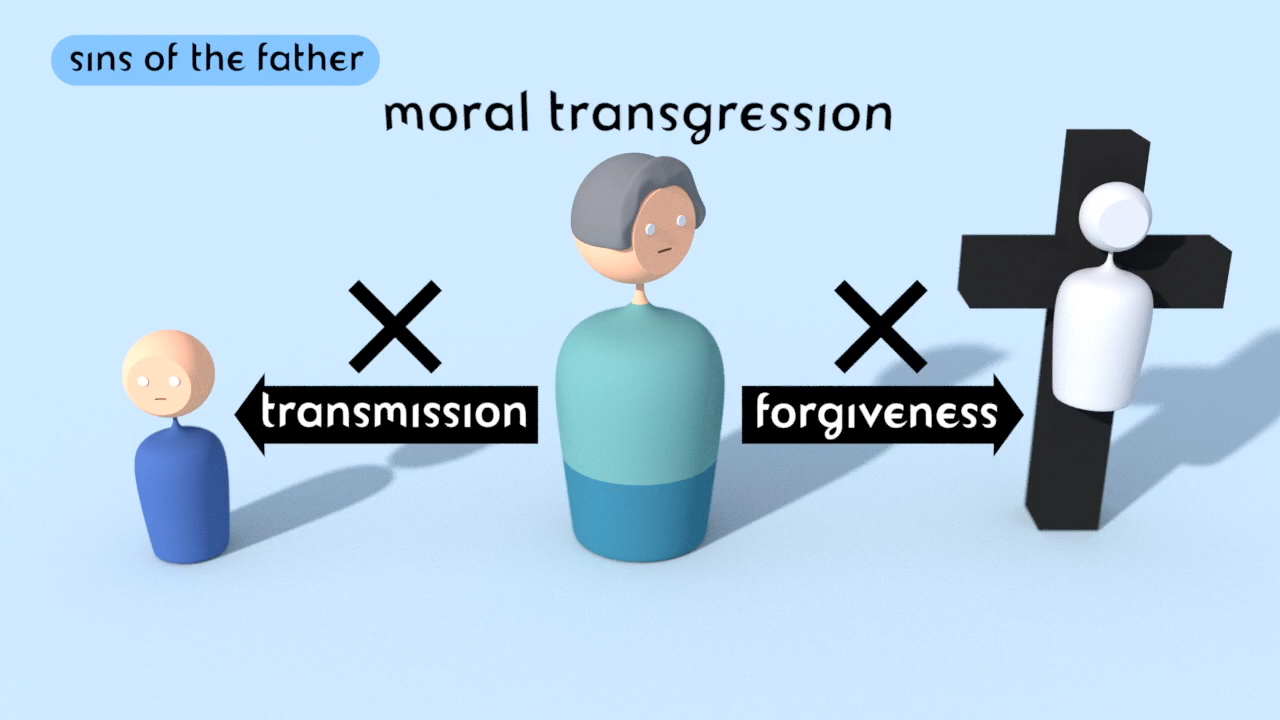 sins of the father
moral transgression
transmission
forgiveness